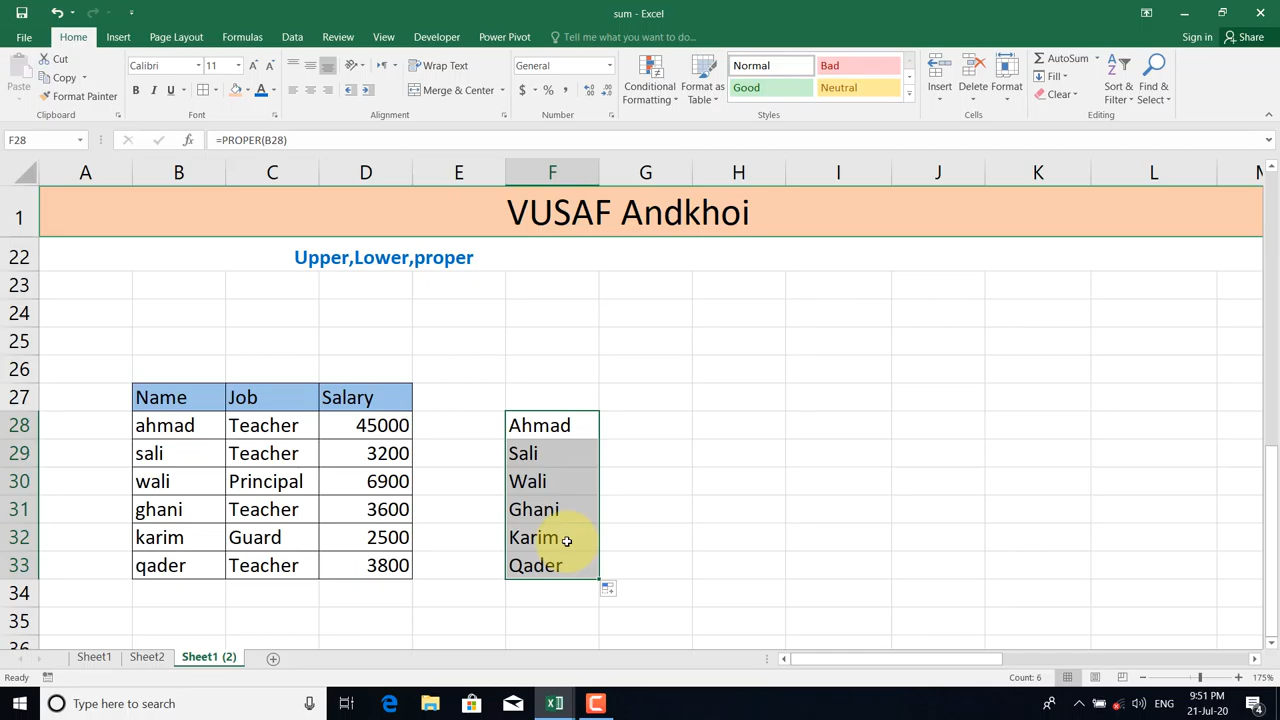 sum - Excel
File Home Insert Page Layout Formulas Data Review View Developer Power Pivot Tell me what you want to do... Sign in Share
Cut
Copy
Format Painter
Paste
Clipboard
Calibri 11
B I U
Font
Wrap Text
Merge & Center
Alignment
General
$ % ,
Number
Conditional Formatting
Format as Table
Normal Bad
Good Neutral
Styles
Insert Delete Format
Cells
AutoSum
Fill
Clear
Sort & Filter
Find & Select
Editing
F28 =PROPER(B28)
A B C D E F G H I J K L M
1 VUSAF Andkhoi
22 Upper,Lower,proper
23
24
25
26
27 Name Job Salary
28 ahmad Teacher 45000 Ahmad
29 sali Teacher 3200 Sali
30 wali Principal 6900 Wali
31 ghani Teacher 3600 Ghani
32 karim Guard 2500 Karim
33 qader Teacher 3800 Qader
34
35
36
Sheet1 Sheet2 Sheet1 (2)
Ready Count: 6 175%
Type here to search ENG 9:51 PM
21-Jul-20
4